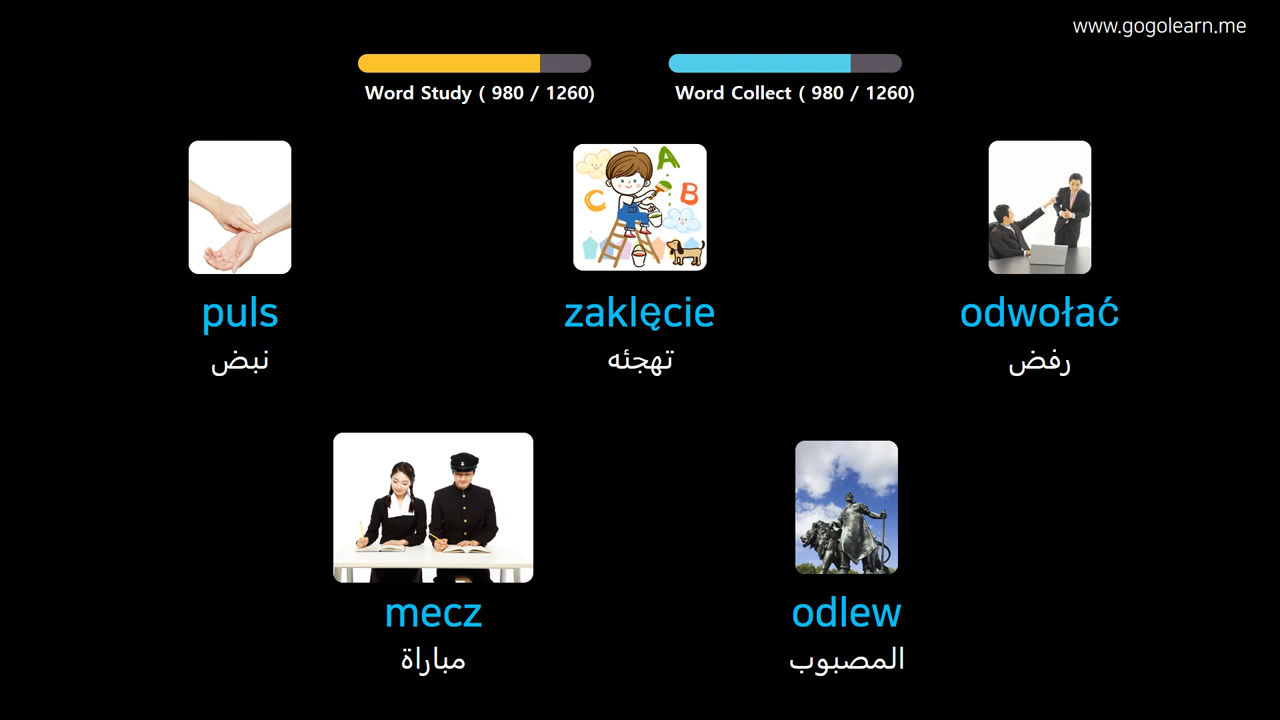 www.gogolearn.me
Word Study ( 980 / 1260)
Word Collect ( 980 / 1260)
A
B
C
puls
zaklęcie
odwołać
نبض
تهجئه
رفض
mecz
odlew
مباراة
المصبوب